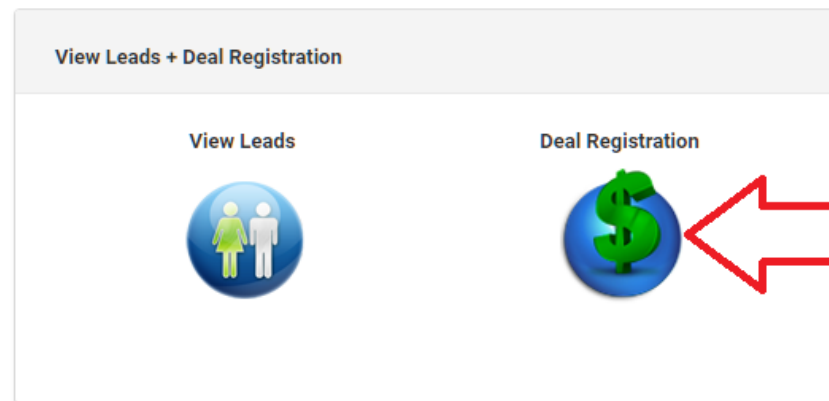 View Leads + Deal Registration
View Leads
Deal Registration
$